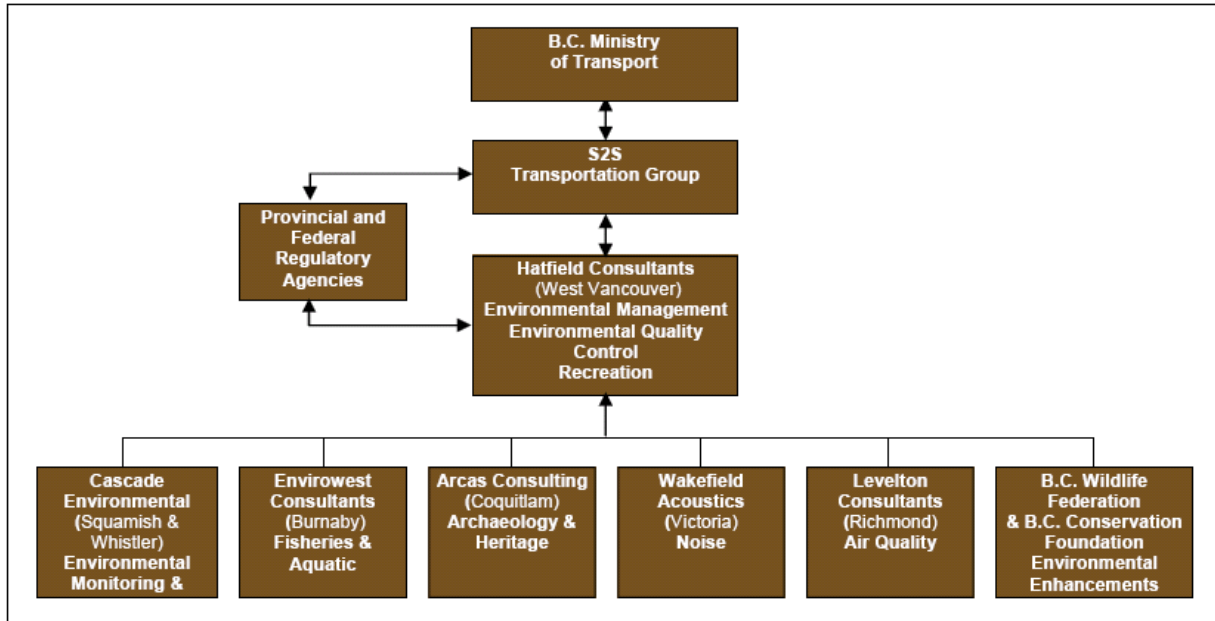 B.C. Ministry
of Transport
S2S
Transportation Group
Provincial and
Federal
Regulatory
Agencies
Hatfield Consultants
(West Vancouver)
Environmental Management
Environmental Quality
Control
Recreation
Cascade
Environmental
(Squamish &
Whistler)
Environmental
Monitoring &
Envirowest
Consultants
(Burnaby)
Fisheries &
Aquatic
Arcas Consulting
(Coquitlam)
Archaeology &
Heritage
Wakefield
Acoustics
(Victoria)
Noise
Levelton
Consultants
(Richmond)
Air Quality
B.C. Wildlife
Federation
& B.C. Conservation
Foundation
Environmental
Enhancements